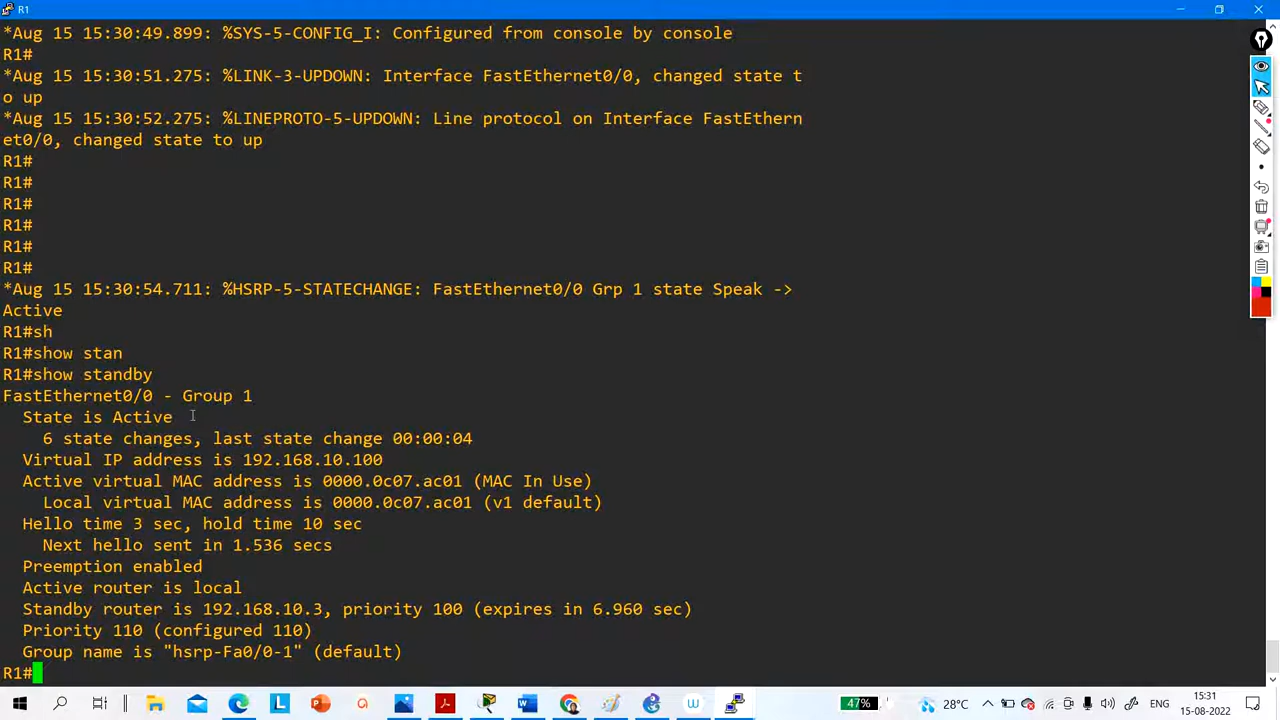 R1
*Aug 15 15:30:49.899: %SYS-5-CONFIG_I: Configured from console by console
R1#
*Aug 15 15:30:51.275: %LINK-3-UPDOWN: Interface FastEthernet0/0, changed state t
o up
*Aug 15 15:30:52.275: %LINEPROTO-5-UPDOWN: Line protocol on Interface FastEthern
et0/0, changed state to up
R1#
R1#
R1#
R1#
R1#
R1#
*Aug 15 15:30:54.711: %HSRP-5-STATECHANGE: FastEthernet0/0 Grp 1 state Speak ->
Active
R1#sh
R1#show stan
R1#show standby
FastEthernet0/0 - Group 1
State is Active
6 state changes, last state change 00:00:04
Virtual IP address is 192.168.10.100
Active virtual MAC address is 0000.0c07.ac01 (MAC In Use)
Local virtual MAC address is 0000.0c07.ac01 (v1 default)
Hello time 3 sec, hold time 10 sec
Next hello sent in 1.536 secs
Preemption enabled
Active router is local
Standby router is 192.168.10.3, priority 100 (expires in 6.960 sec)
Priority 110 (configured 110)
Group name is "hsrp-Fa0/0-1" (default)
R1#
47% 28°C ENG 15:31
15-08-2022